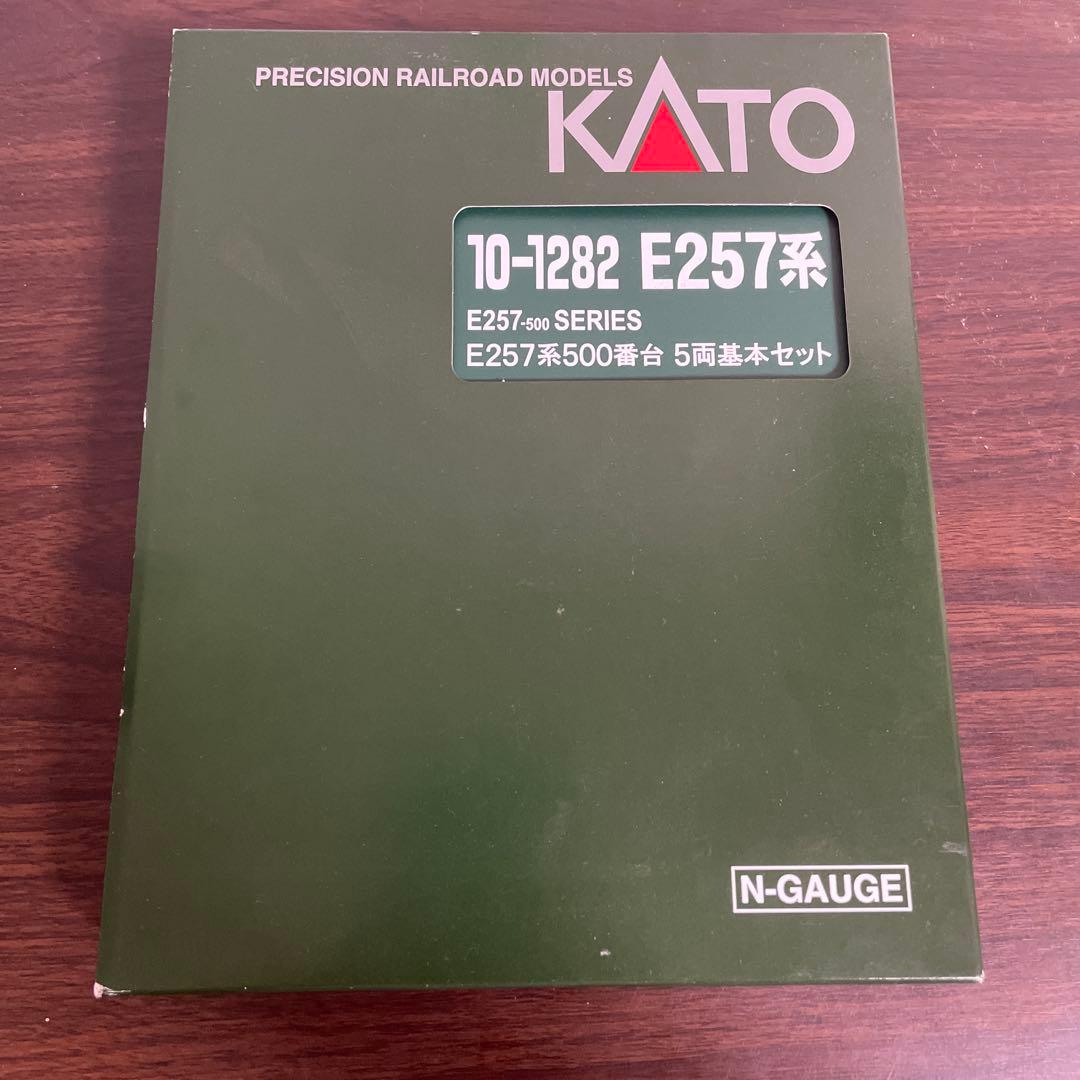 PRECISION RAILROAD MODELS
KATO
10-1282 E257系
E257-500 SERIES
E257系500番台 5両基本セット
N-GAUGE